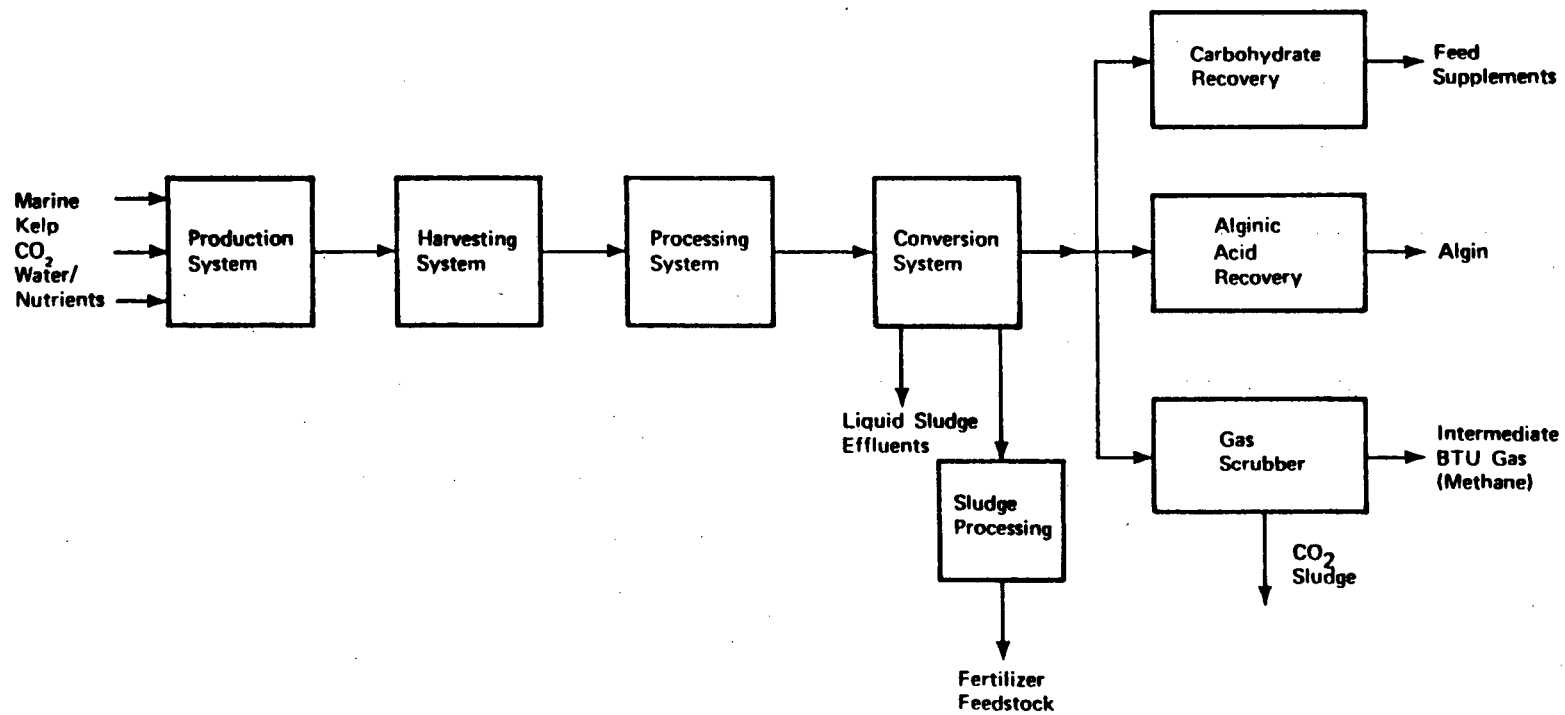 Marine
Kelp
CO₂
Water/
Nutrients
Production
System
Harvesting
System
Processing
System
Conversion
System
Carbohydrate
Recovery
Feed
Supplements
Alginic
Acid
Recovery
Algin
Gas
Scrubber
Intermediate
BTU Gas
(Methane)
CO₂
Sludge
Liquid Sludge
Effluents
Sludge
Processing
Fertilizer
Feedstock